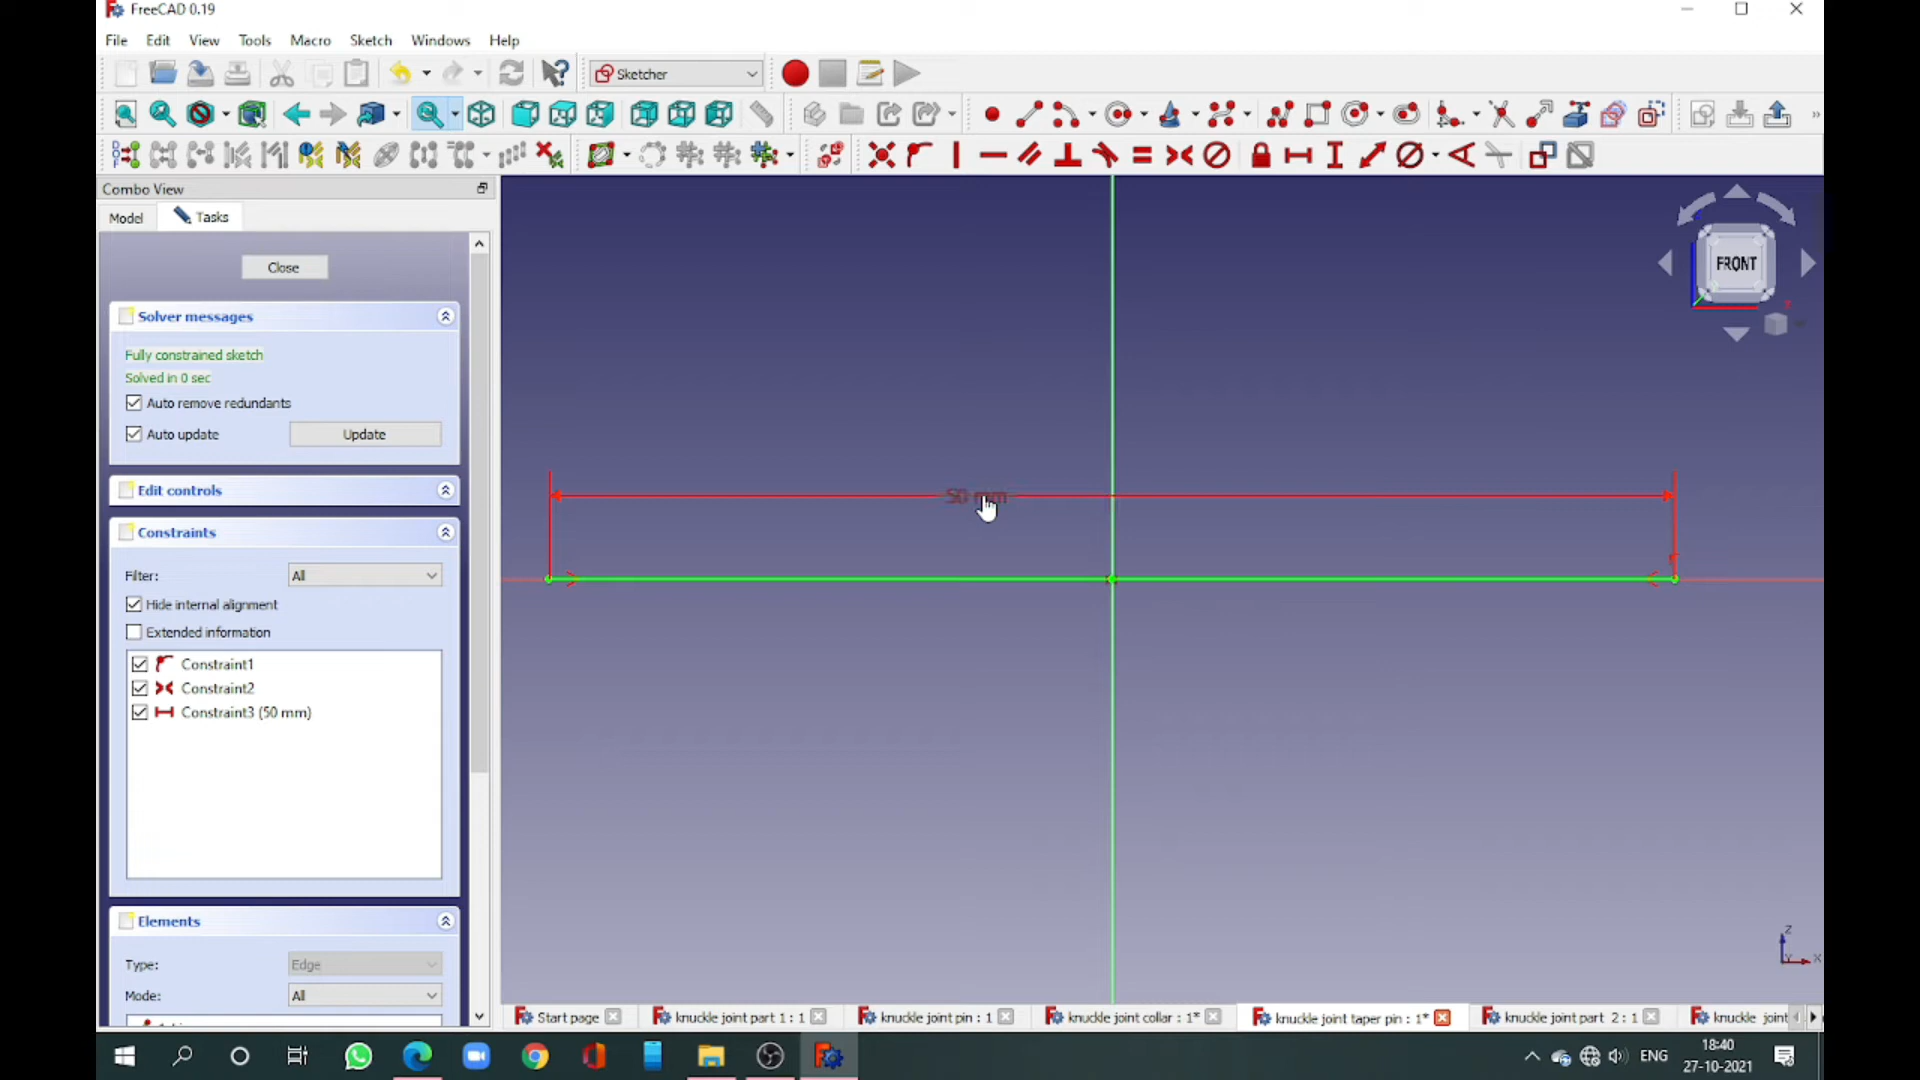 FreeCAD 0.19
File Edit View Tools Macro Sketch Windows Help
Sketcher
Combo View
Model Tasks
Close
Solver messages
Fully constrained sketch
Solved in 0 sec
Auto remove redundants
Auto update Update
Edit controls
Constraints
Filter: All
Hide internal alignment
Extended information
Constraint1
Constraint2
Constraint3 (50 mm)
Elements
Type: Edge
Mode: All
50 mm
FRONT
Z
X
Start page knuckle joint part 1 : 1 knuckle joint pin : 1 knuckle joint collar : 1* knuckle joint taper pin : 1* knuckle joint part 2 : 1 knuckle joint
ENG
18:40
27-10-2021